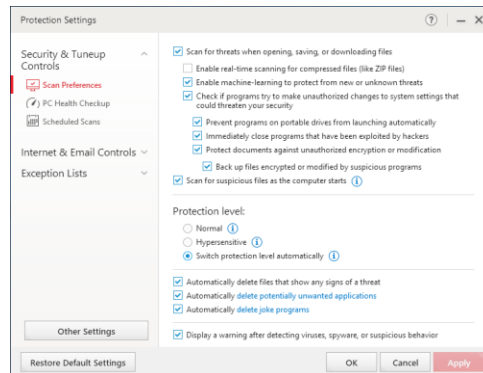 Protection Settings
Security & Tuneup
Controls
Scan Preferences
PC Health Checkup
Scheduled Scans
Internet & Email Controls
Exception Lists
Other Settings
Scan for threats when opening, saving, or downloading files
Enable real-time scanning for compressed files (like ZIP files)
Enable machine-learning to protect from new or unknown threats
Check if programs try to make unauthorized changes to system settings that
could threaten your security
Prevent programs on portable drives from launching automatically
Immediately close programs that have been exploited by hackers
Protect documents against unauthorized encryption or modification
Back up files encrypted or modified by suspicious programs
Scan for suspicious files as the computer starts
Protection level:
Normal
Hypersensitive
Switch protection level automatically
Automatically delete files that show any signs of a threat
Automatically delete potentially unwanted applications
Automatically delete joke programs
Display a warning after detecting viruses, spyware, or suspicious behavior
Restore Default Settings
OK
Cancel
Apply